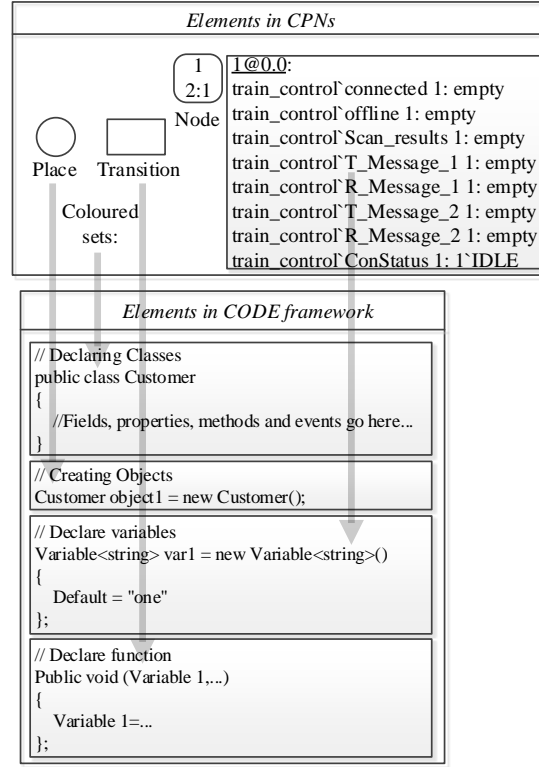 Elements in CPNs
1
2:1
Node
Place
Transition
Coloured
sets:
1@0.0:
train_control`connected 1: empty
train_control`offline 1: empty
train_control`Scan_results 1: empty
train_control`T_Message_1 1: empty
train_control`R_Message_1 1: empty
train_control`T_Message_2 1: empty
train_control`R_Message_2 1: empty
train_control`ConStatus 1: 1`IDLE
Elements in CODE framework
// Declaring Classes
public class Customer
{
//Fields, properties, methods and events go here...
}
// Creating Objects
Customer object1 = new Customer();
// Declare variables
Variable<string> var1 = new Variable<string>()
{
Default = "one"
};
// Declare function
Public void (Variable 1,...)
{
Variable 1=...
};